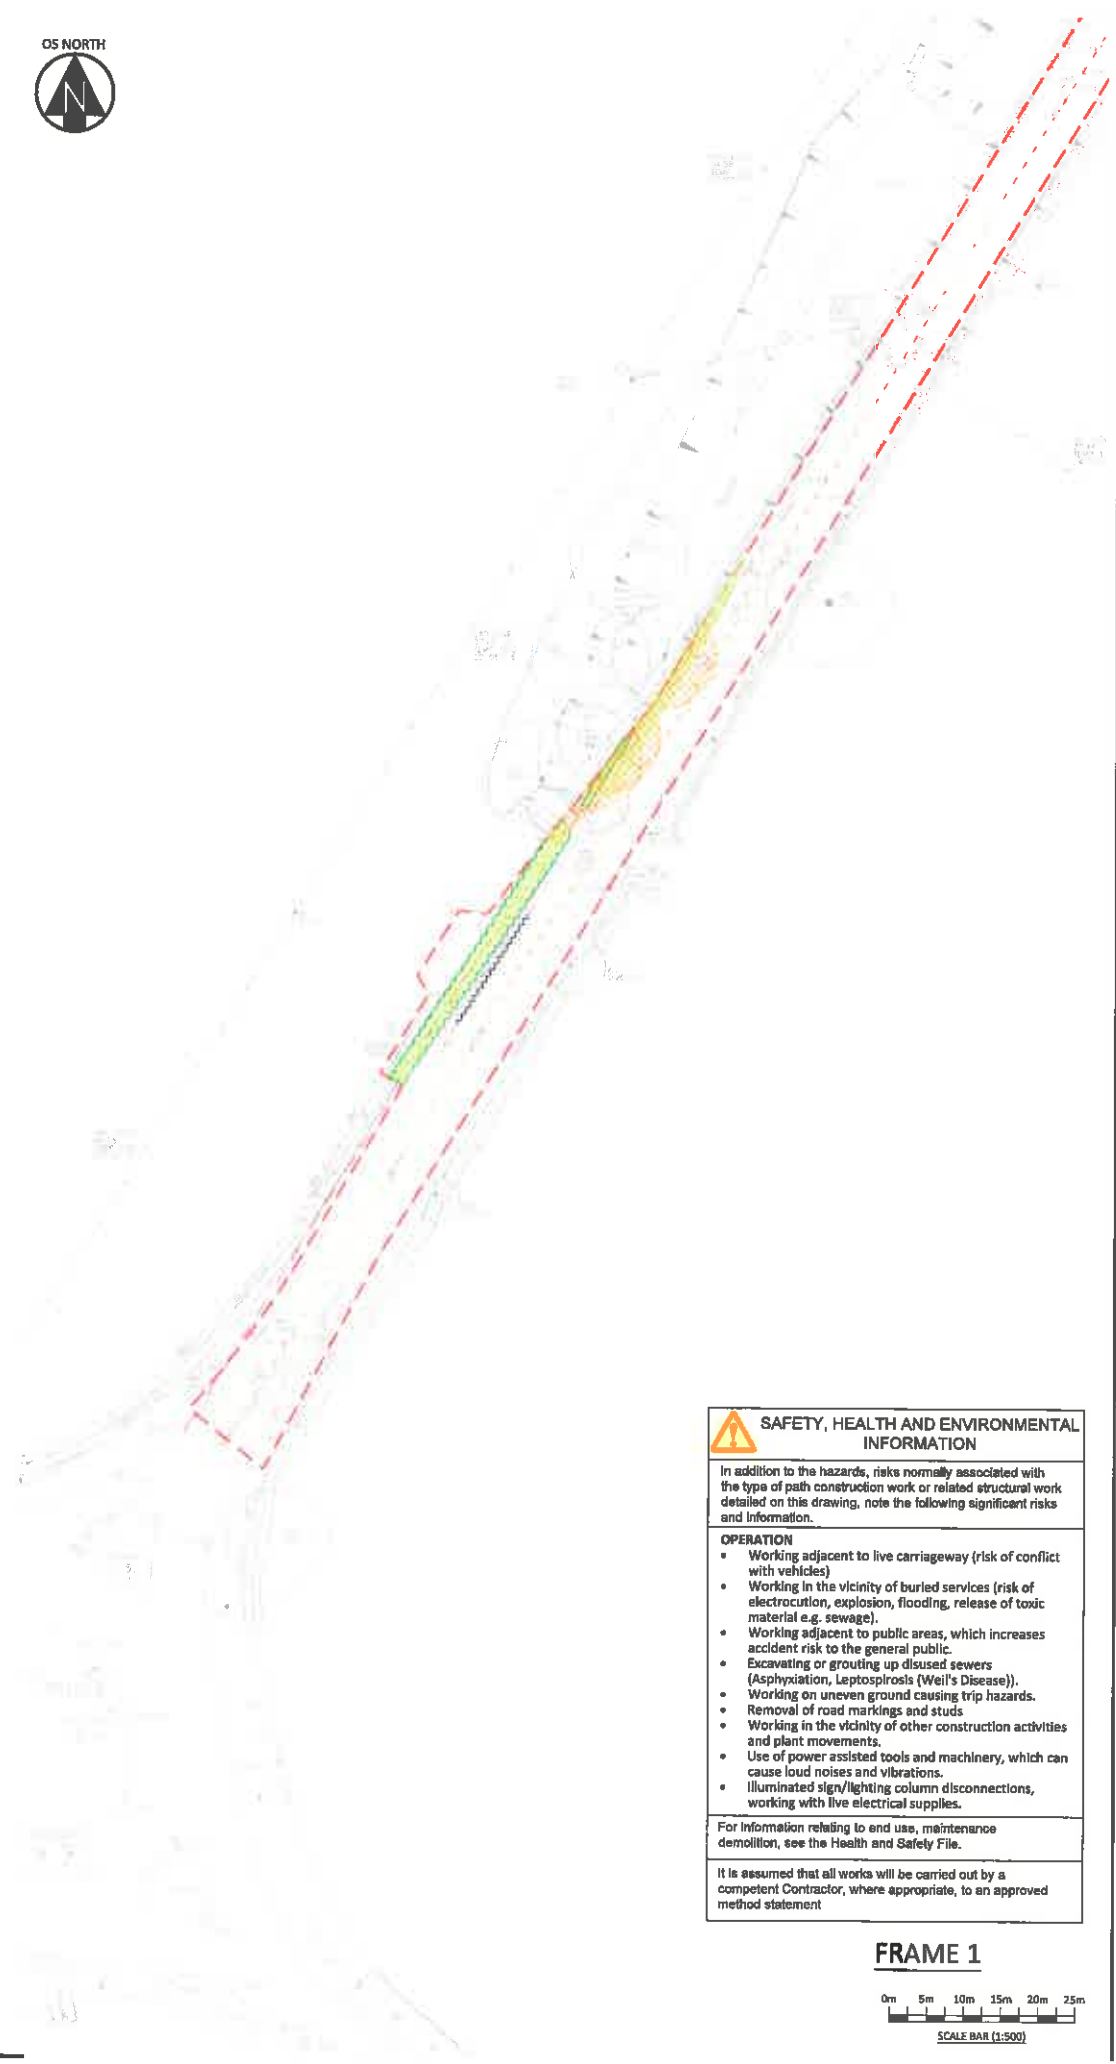 OS NORTH
N
SAFETY, HEALTH AND ENVIRONMENTAL
INFORMATION
In addition to the hazards, risks normally associated with
the type of path construction work or related structural work
detailed on this drawing, note the following significant risks
and information.
OPERATION
• Working adjacent to live carriageway (risk of conflict
with vehicles)
• Working in the vicinity of buried services (risk of
electrocution, explosion, flooding, release of toxic
material e.g. sewage).
• Working adjacent to public areas, which increases
accident risk to the general public.
• Excavating or grouting up disused sewers
(Asphyxiation, Leptospirosis (Weil's Disease)).
• Working on uneven ground causing trip hazards.
• Removal of road markings and studs
• Working in the vicinity of other construction activities
and plant movements.
• Use of power assisted tools and machinery, which can
cause loud noises and vibrations.
• Illuminated sign/lighting column disconnections,
working with live electrical supplies.
For information relating to end use, maintenance
demolition, see the Health and Safety File.
It is assumed that all works will be carried out by a
competent Contractor, where appropriate, to an approved
method statement
FRAME 1
0m 5m 10m 15m 20m 25m
SCALE BAR (1:500)